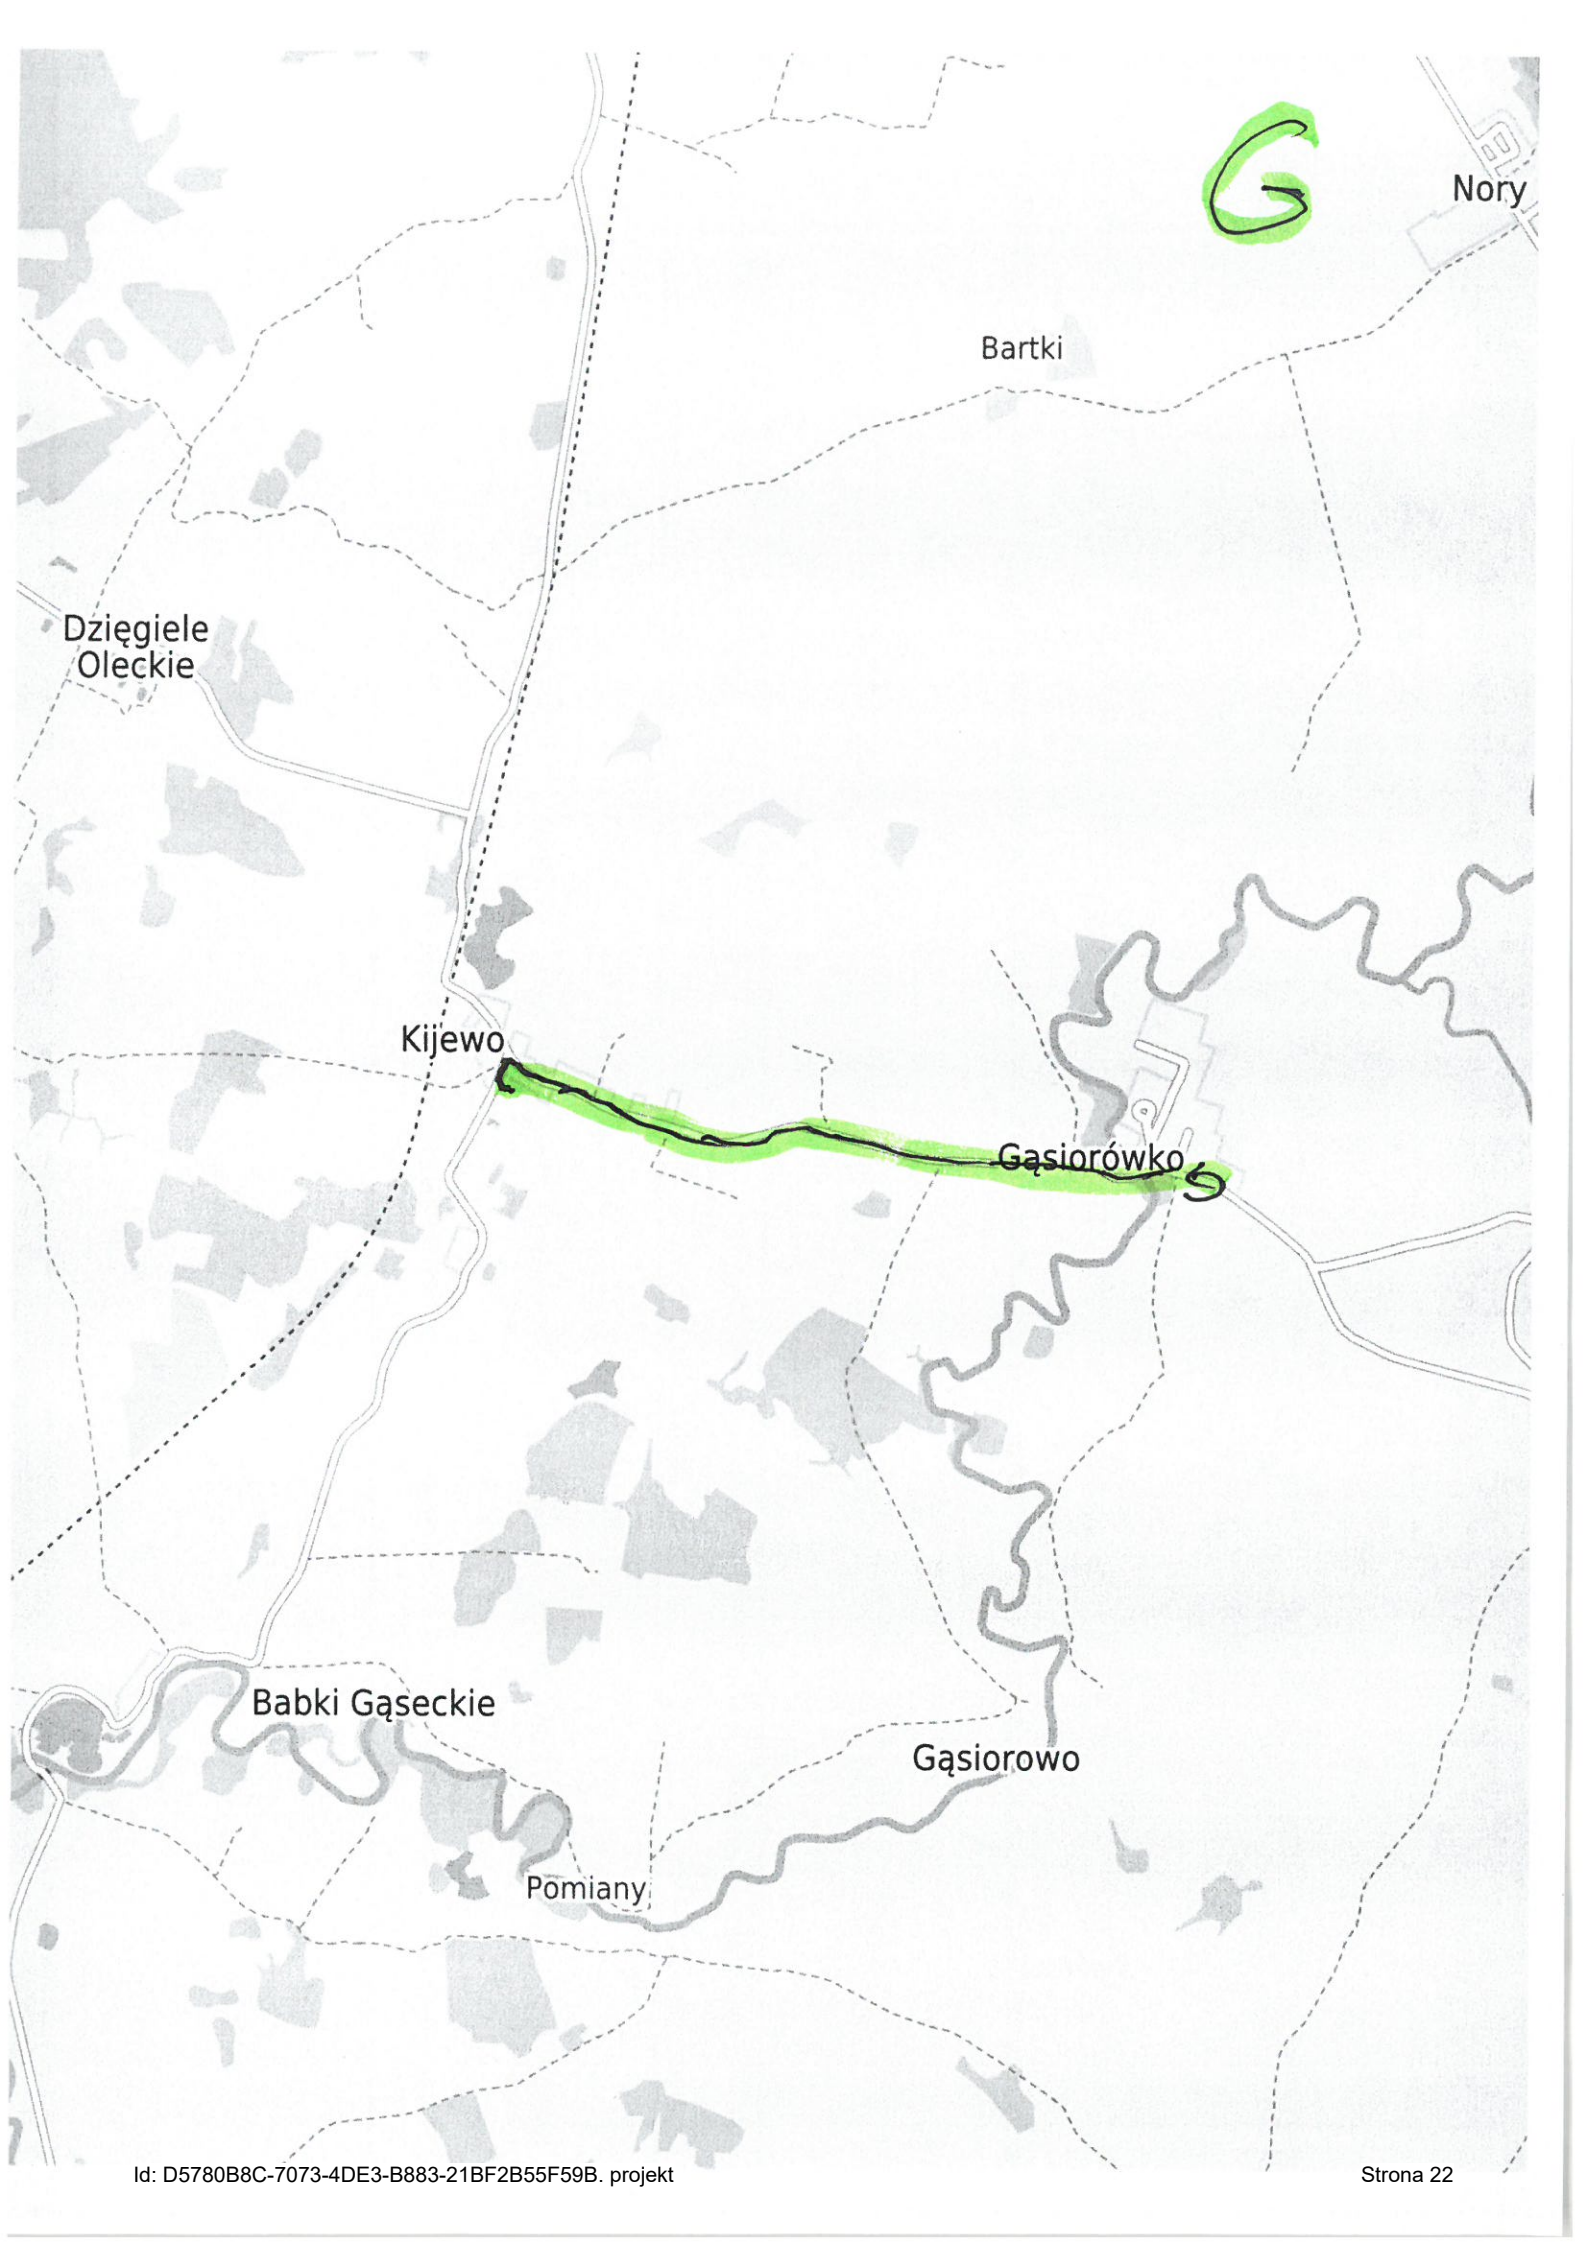 G
Nory
Bartki
Dzięgiele
Oleckie
Kijewo
Gąsiorówko
Babki Gąseckie
Gąsiorowo
Pomiany
Id: D5780B8C-7073-4DE3-B883-21BF2B55F59B. projekt
Strona 22